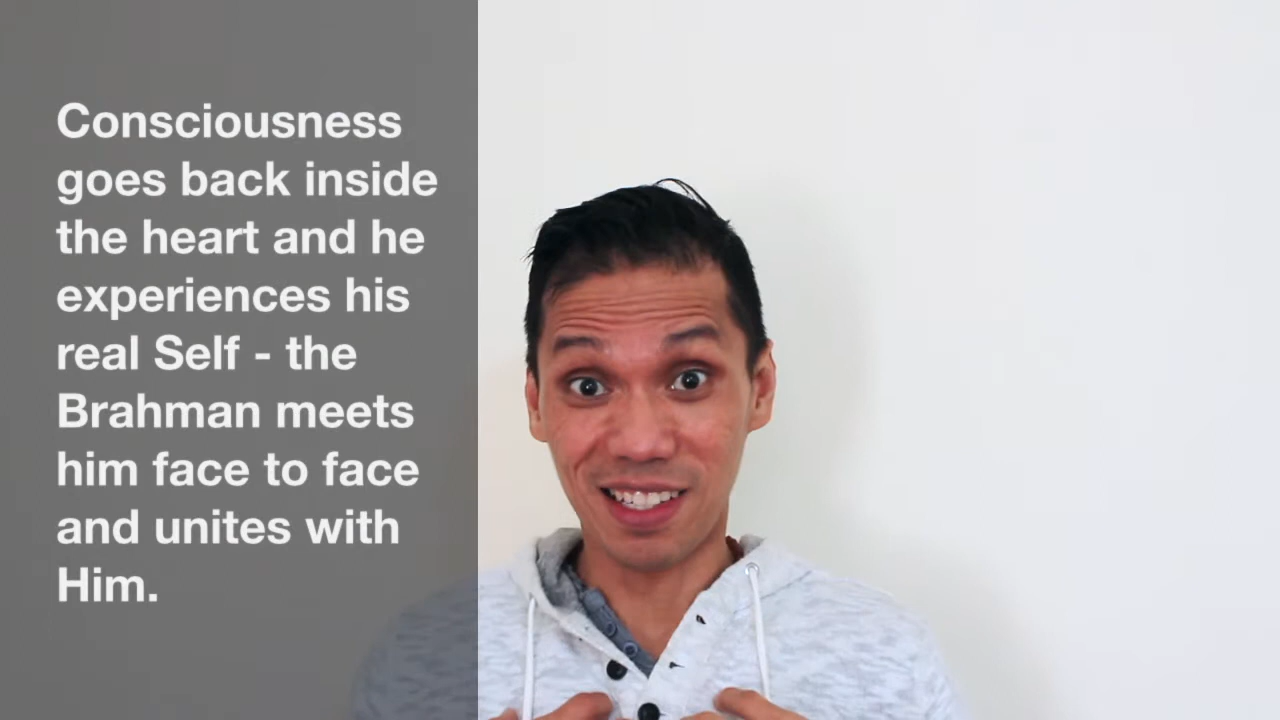 Consciousness
goes back inside
the heart and he
experiences his
real Self - the
Brahman meets
him face to face
and unites with
Him.